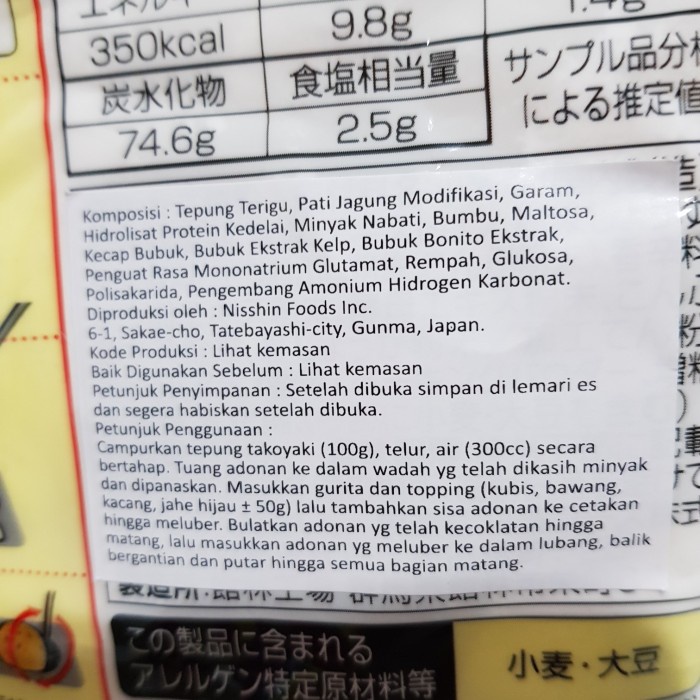 エネルギー
350kcal
9.8g
炭水化物
食塩相当量
サンプル品分析
74.6g
2.5g
による推定値
Komposisi : Tepung Terigu, Pati Jagung Modifikasi, Garam,
Hidrolisat Protein Kedelai, Minyak Nabati, Bumbu, Maltosa,
Kecap Bubuk, Bubuk Ekstrak Kelp, Bubuk Bonito Ekstrak,
Penguat Rasa Mononatrium Glutamat, Rempah, Glukosa,
Polisakarida, Pengembang Amonium Hidrogen Karbonat.
Diproduksi oleh : Nisshin Foods Inc.
6-1, Sakae-cho, Tatebayashi-city, Gunma, Japan.
Kode Produksi : Lihat kemasan
Baik Digunakan Sebelum : Lihat kemasan
Petunjuk Penyimpanan : Setelah dibuka simpan di lemari es
dan segera habiskan setelah dibuka.
Petunjuk Penggunaan :
Campurkan tepung takoyaki (100g), telur, air (300cc) secara
bertahap. Tuang adonan ke dalam wadah yg telah dikasih minyak
dan dipanaskan. Masukkan gurita dan topping (kubis, bawang,
kacang, jahe hijau ± 50g) lalu tambahkan sisa adonan ke cetakan
hingga meluber. Bulatkan adonan yg telah kecoklatan hingga
matang, lalu masukkan adonan yg meluber ke dalam lubang, balik
bergantian dan putar hingga semua bagian matang.
この製品に含まれる
アレルゲン特定原材料等
小麦・大豆